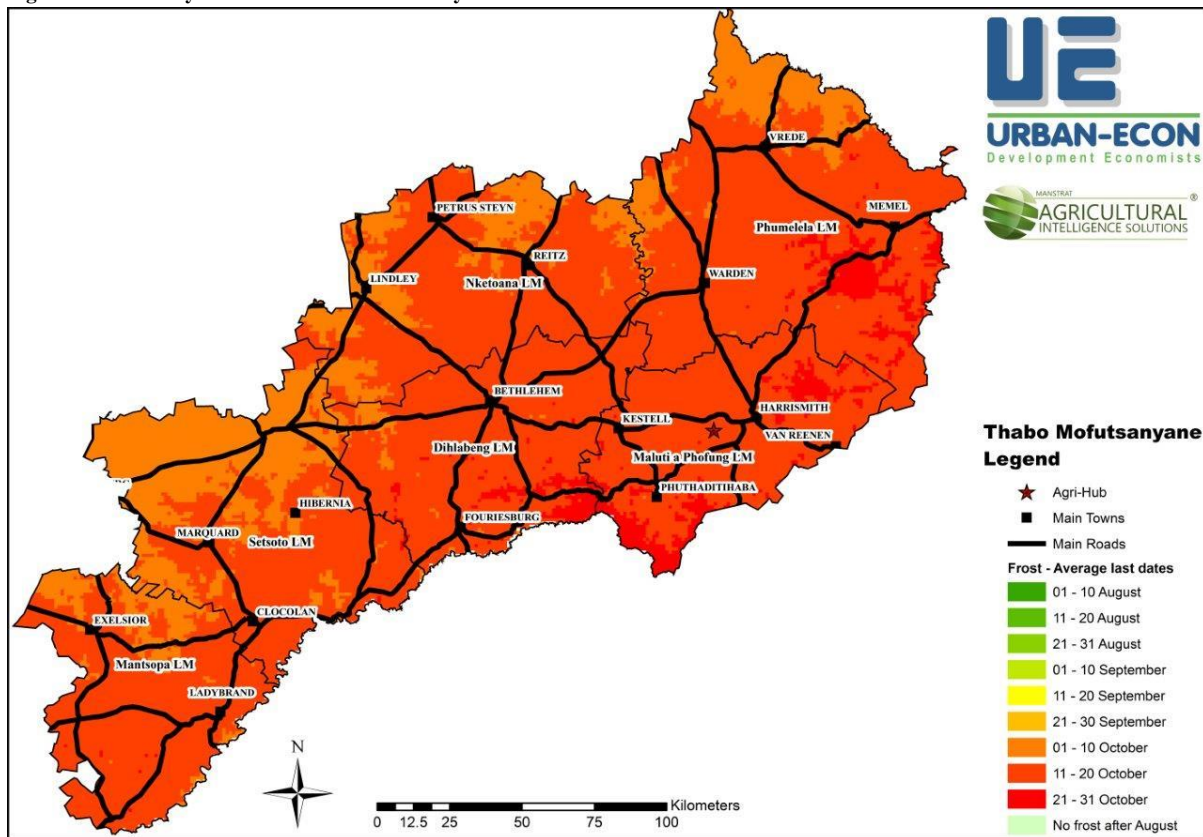 UE
URBAN-ECON
Development Economists
MANSTRAT
AGRICULTURAL
INTELLIGENCE SOLUTIONS
®
VREDE
MEMEL
PETRUS STEYN
Phumelela LM
REITZ
WARDEN
LINDLEY
Nketoana LM
BETHLEHEM
HARRISMITH
KESTELL
VAN REENEN
Dihlabeng LM
Maluti a Phofung LM
PHUTHADITIHABA
HIBERNIA
FOURIESBURG
MARQUARD
Setsoto LM
CLOCOLAN
EXELSIOR
Mantsopa LM
LADYBRAND
N
Kilometers
0 12.5 25 50 75 100
Thabo Mofutsanyane
Legend
Agri-Hub
Main Towns
Main Roads
Frost - Average last dates
01 - 10 August
11 - 20 August
21 - 31 August
01 - 10 September
11 - 20 September
21 - 30 September
01 - 10 October
11 - 20 October
21 - 31 October
No frost after August